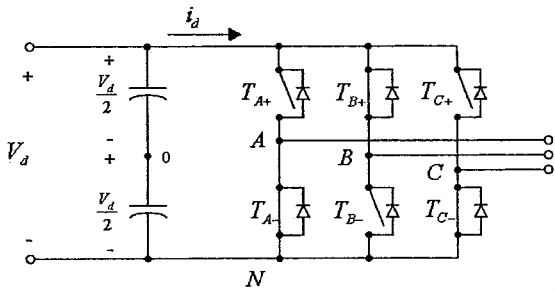 i_d
+
+
V_d/2
-
T_A+
T_B+
T_C+
A
V_d
+
0
B
C
V_d/2
T_A-
T_B-
T_C-
-
-
N